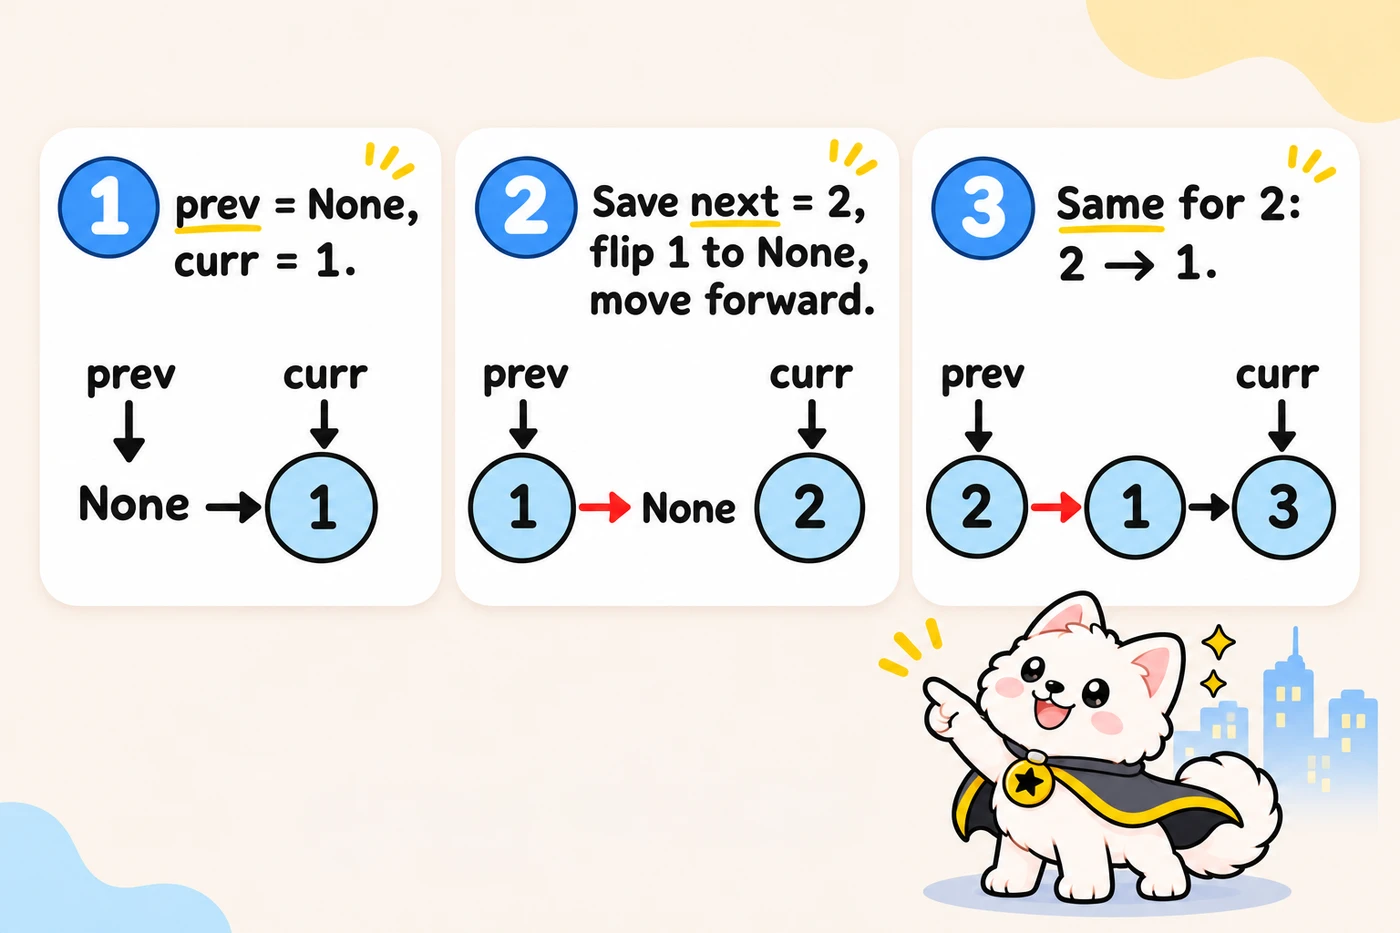 1
prev = None,
curr = 1.
prev
curr
None
1
2
Save next = 2,
flip 1 to None,
move forward.
prev
curr
1
None
2
3
Same for 2:
2 → 1.
prev
curr
2
1
3